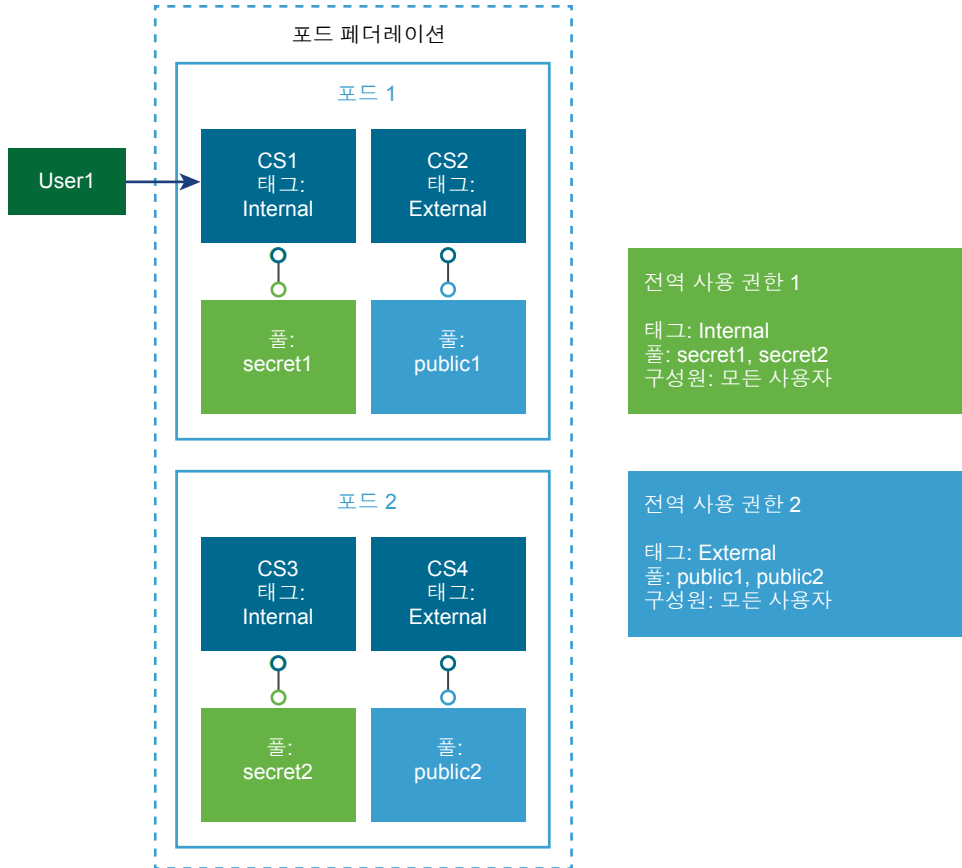 포드 페더레이션
포드 1
User1
CS1
태그:
Internal
CS2
태그:
External
풀:
secret1
풀:
public1
전역 사용 권한 1
태그: Internal
풀: secret1, secret2
구성원: 모든 사용자
포드 2
CS3
태그:
Internal
CS4
태그:
External
풀:
secret2
풀:
public2
전역 사용 권한 2
태그: External
풀: public1, public2
구성원: 모든 사용자